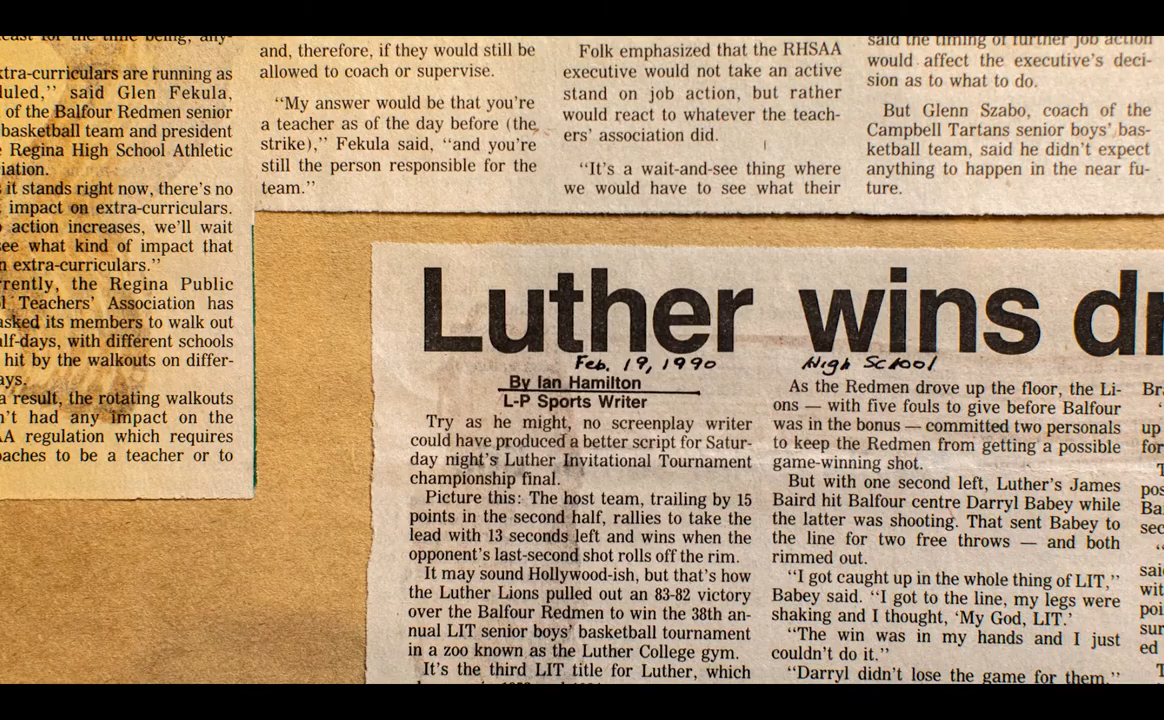 for the time being, any-
extra-curriculars are running as
said Glen Fekula,
of the Balfour Redmen senior
basketball team and president
Regina High School Athletic
it stands right now, there's no
impact on extra-curriculars.
action increases, we'll wait
see what kind of impact that
extra-curriculars.”
the Regina Public
Teachers’ Association has
asked its members to walk out
half-days, with different schools
hit by the walkouts on differ-
a result, the rotating walkouts
had any impact on the
regulation which requires
coaches to be a teacher or to
and, therefore, if they would still be
allowed to coach or supervise.
“My answer would be that you're
a teacher as of the day before (the
strike),” Fekula said, “and you're
still the person responsible for the
team.”
Folk emphasized that the RHSAA
executive would not take an active
stand on job action, but rather
would react to whatever the teach-
ers’ association did.
“It's a wait-and-see thing where
we would have to see what their
said the timing of further job action
would affect the executive's deci-
sion as to what to do.
But Glenn Szabo, coach of the
Campbell Tartans senior boys’ bas-
ketball team, said he didn't expect
anything to happen in the near fu-
ture.
Luther wins dr
Feb. 19, 1990 High School
By Ian Hamilton
L-P Sports Writer
Try as he might, no screenplay writer
could have produced a better script for Satur-
day night's Luther Invitational Tournament
championship final.
Picture this: The host team, trailing by 15
points in the second half, rallies to take the
lead with 13 seconds left and wins when the
opponent's last-second shot rolls off the rim.
It may sound Hollywood-ish, but that's how
the Luther Lions pulled out an 83-82 victory
over the Balfour Redmen to win the 38th an-
nual LIT senior boys’ basketball tournament
in a zoo known as the Luther College gym.
It's the third LIT title for Luther, which
As the Redmen drove up the floor, the Li-
ons — with five fouls to give before Balfour
was in the bonus — committed two personals
to keep the Redmen from getting a possible
game-winning shot.
But with one second left, Luther's James
Baird hit Balfour centre Darryl Babey while
the latter was shooting. That sent Babey to
the line for two free throws — and both
rimmed out.
“I got caught up in the whole thing of LIT,”
Babey said. “I got to the line, my legs were
shaking and I thought, ‘My God, LIT.’
“The win was in my hands and I just
couldn't do it.”
“Darryl didn't lose the game for them,”